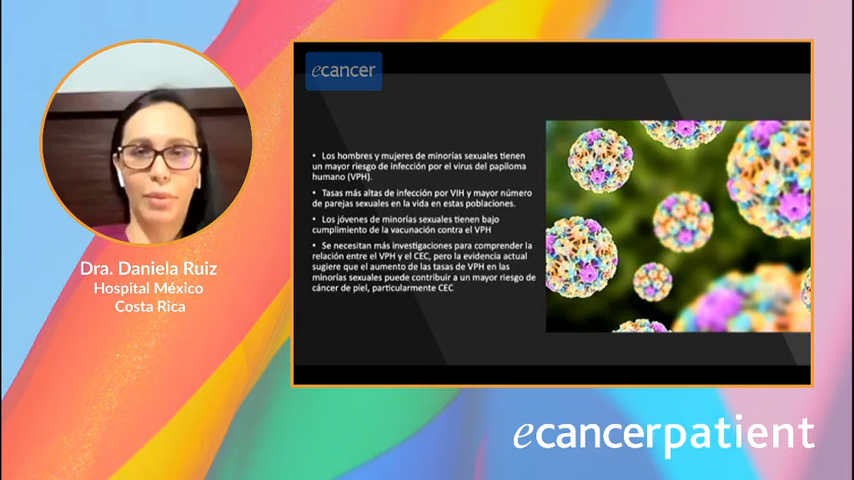 ecancer
• Los hombres y mujeres de minorías sexuales tienen
un mayor riesgo de infección por el virus del papiloma
humano (VPH).
• Tasas más altas de infección por VIH y mayor número
de parejas sexuales en la vida en estas poblaciones.
• Los jóvenes de minorías sexuales tienen bajo
cumplimiento de la vacunación contra el VPH
• Se necesitan más investigaciones para comprender la
relación entre el VPH y el CEC, pero la evidencia actual
sugiere que el aumento de las tasas de VPH en las
minorías sexuales puede contribuir a un mayor riesgo de
cáncer de piel, particularmente CEC
Dra. Daniela Ruiz
Hospital México
Costa Rica
ecancerpatient